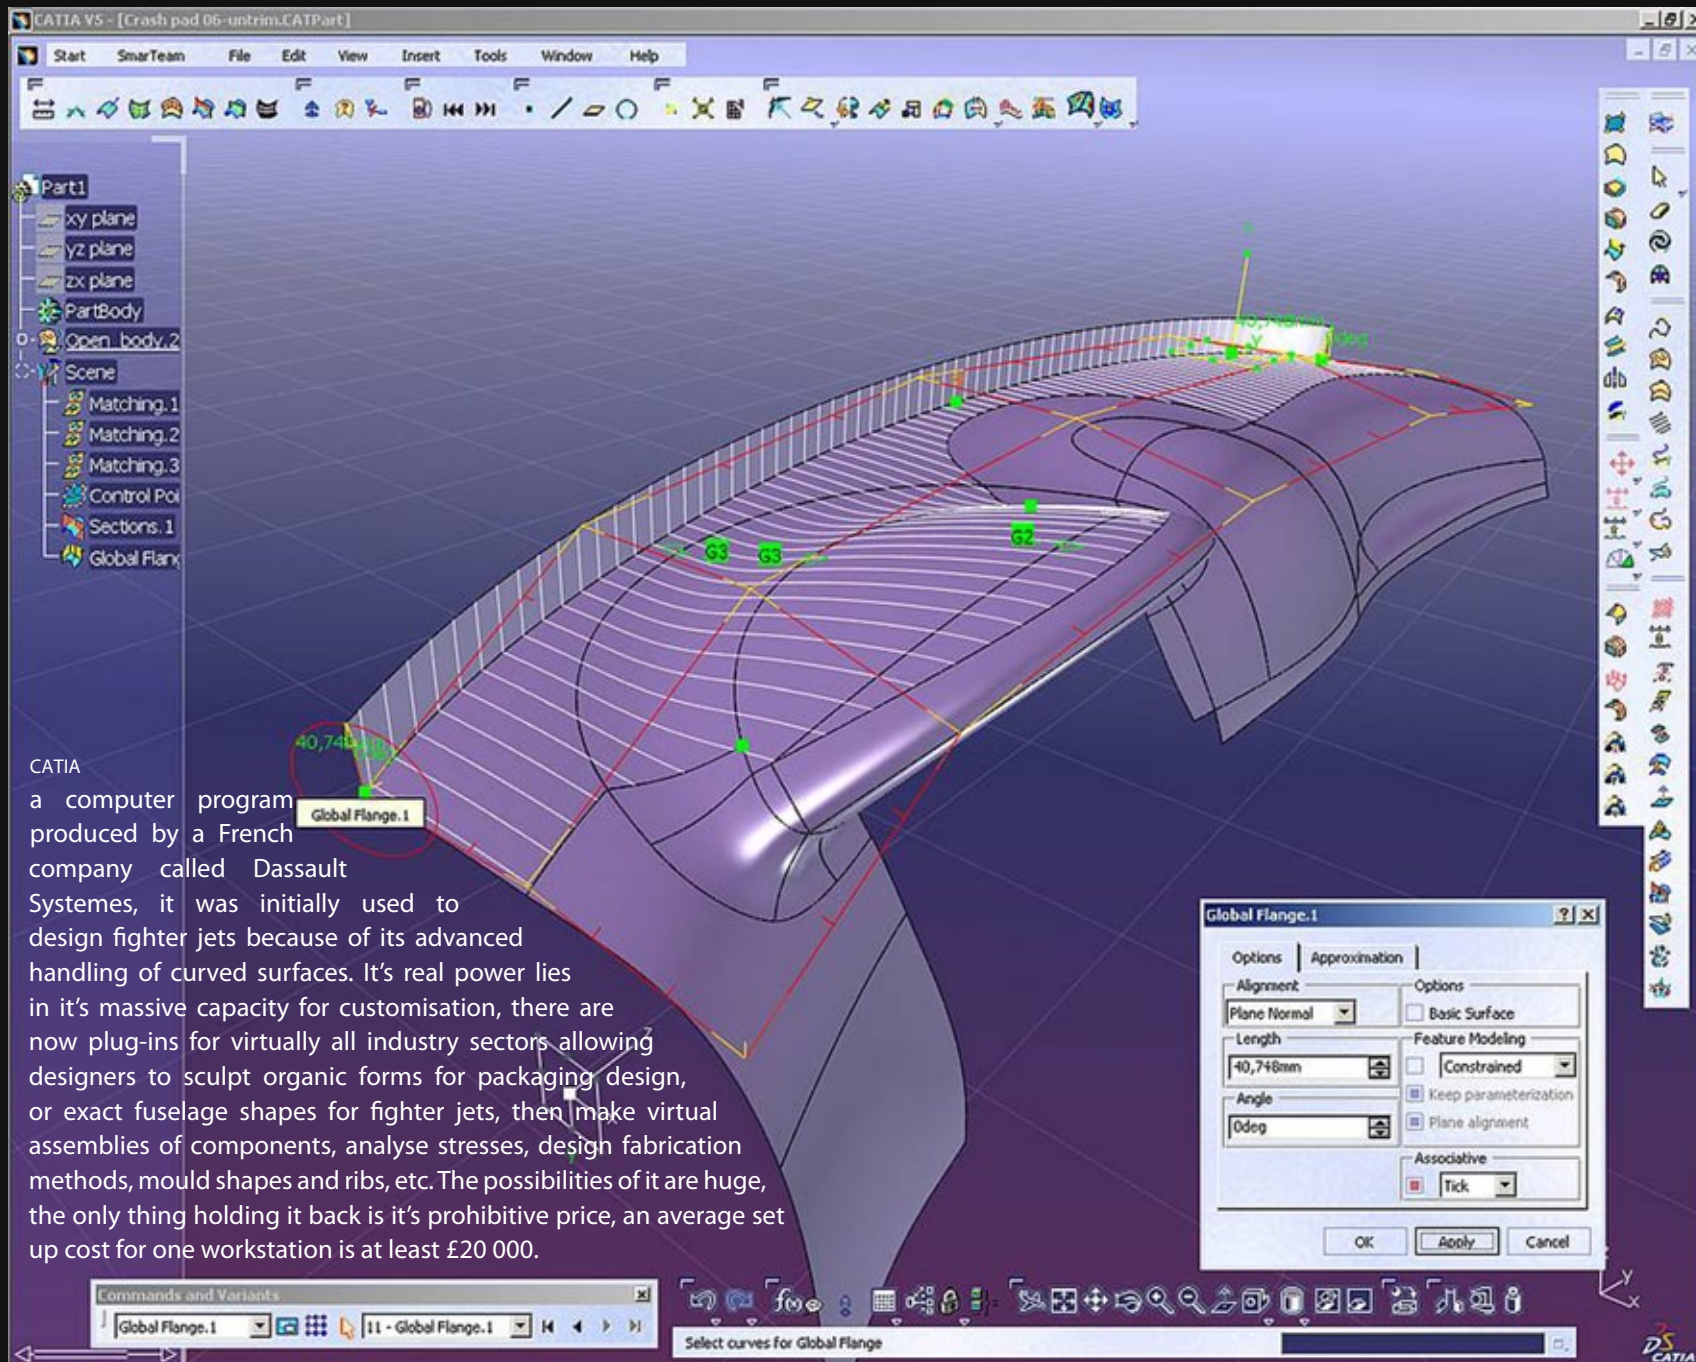 CATIA V5 - [Crash pad 06-untrim.CATPart]
Start SmarTeam File Edit View Insert Tools Window Help
Part1
xy plane
yz plane
zx plane
PartBody
Open_body.2
Scene
Matching.1
Matching.2
Matching.3
Control Poi
Sections.1
Global Flang
G3 G3 G2
Global Flange.1
CATIA
a computer program
produced by a French
company called Dassault
Systemes, it was initially used to
design fighter jets because of its advanced
handling of curved surfaces. It's real power lies
in it's massive capacity for customisation, there are
now plug-ins for virtually all industry sectors allowing
designers to sculpt organic forms for packaging design,
or exact fuselage shapes for fighter jets, then make virtual
assemblies of components, analyse stresses, design fabrication
methods, mould shapes and ribs, etc. The possibilities of it are huge,
the only thing holding it back is it's prohibitive price, an average set
up cost for one workstation is at least £20 000.
Global Flange.1
Options Approximation
Alignment Options
Plane Normal Basic Surface
Length Feature Modeling
40,748mm Constrained
Angle Keep parameterization
0deg Plane alignment
Associative
Tick
OK Apply Cancel
Commands and Variants
Global Flange.1 11 - Global Flange.1
Select curves for Global Flange
DS
CATIA